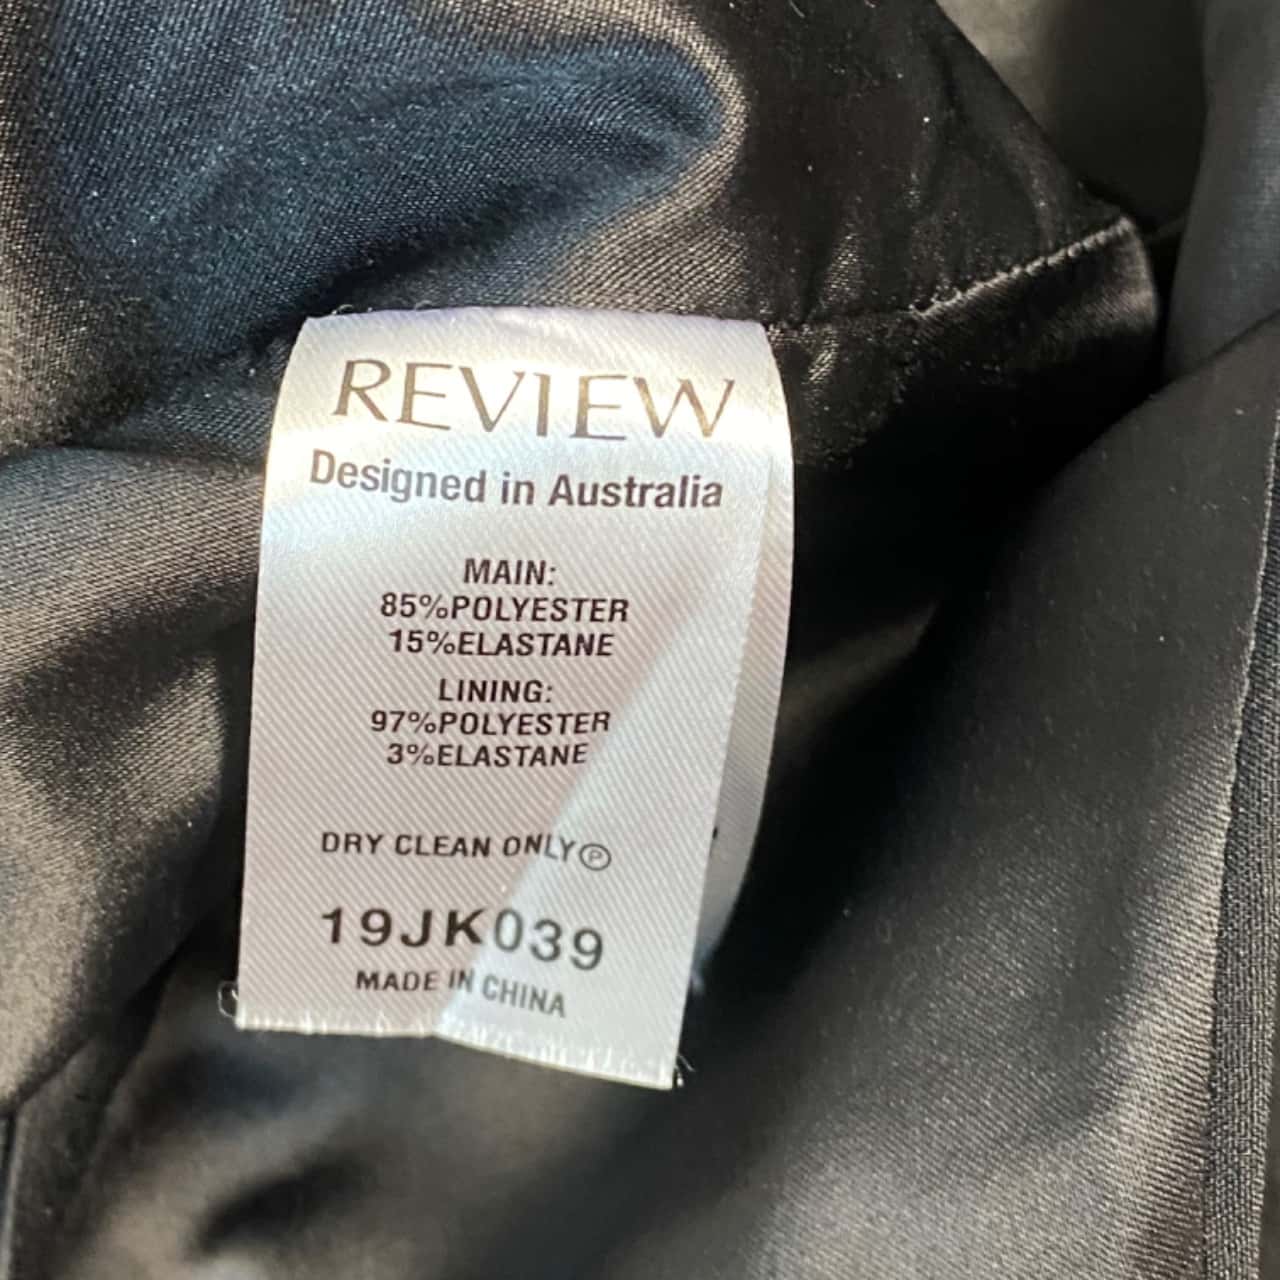 REVIEW
Designed in Australia
MAIN:
85%POLYESTER
15%ELASTANE
LINING:
97%POLYESTER
3%ELASTANE
DRY CLEAN ONLYⓅ
19JK039
MADE IN CHINA